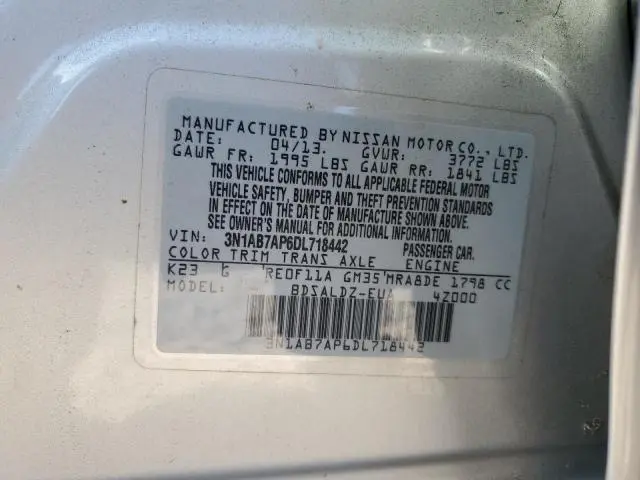 MANUFACTURED BY NISSAN MOTOR CO., LTD.
DATE: 04/13. GVWR: 3772 LBS
GAWR FR: 1995 LBS GAWR RR: 1841 LBS
THIS VEHICLE CONFORMS TO ALL APPLICABLE FEDERAL MOTOR
VEHICLE SAFETY, BUMPER AND THEFT PREVENTION STANDARDS
IN EFFECT ON THE DATE OF MANUFACTURE SHOWN ABOVE.
SEE OWNER'S MANUAL FOR ADDITIONAL INFORMATION.
VIN: 3N1AB7AP6DL718442 PASSENGER CAR.
COLOR TRIM TRANS AXLE ENGINE
K23 G RE0F11A GM35 MRA8DE 1798 CC
MODEL: BDSALDZ-EUA 4Z000
3N1AB7AP6DL718442